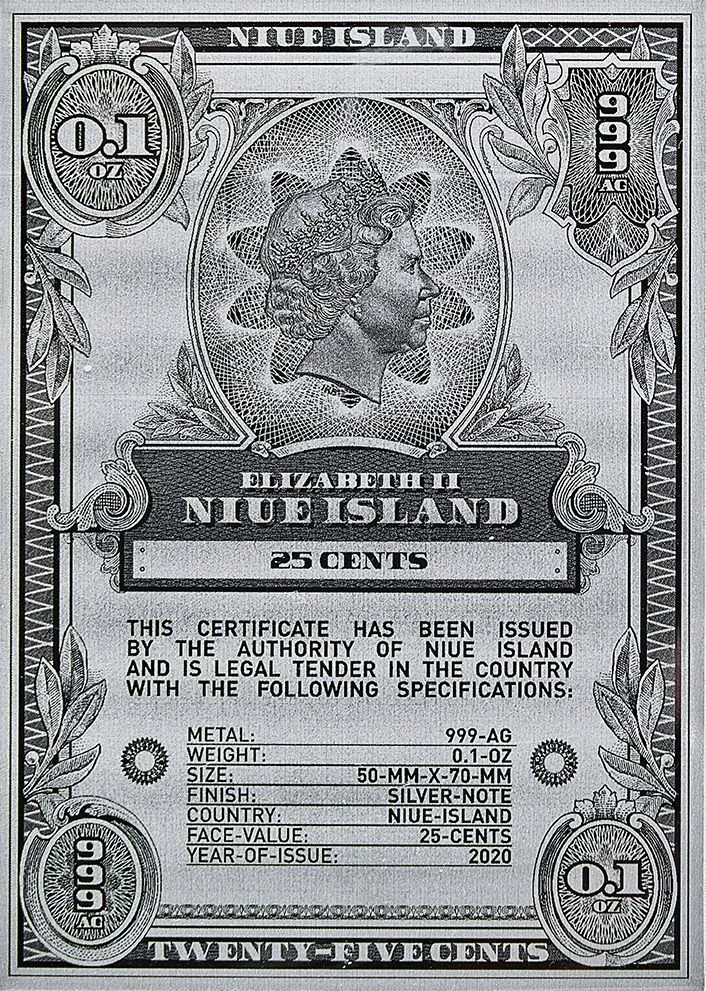 NIUE ISLAND
0.1
OZ
999
AG
ELIZABETH II
NIUE ISLAND
25 CENTS
THIS CERTIFICATE HAS BEEN ISSUED
BY THE AUTHORITY OF NIUE ISLAND
AND IS LEGAL TENDER IN THE COUNTRY
WITH THE FOLLOWING SPECIFICATIONS:
METAL: 999-AG
WEIGHT: 0.1-OZ
SIZE: 50-MM-X-70-MM
FINISH: SILVER-NOTE
COUNTRY: NIUE-ISLAND
FACE-VALUE: 25-CENTS
YEAR-OF-ISSUE: 2020
999
AG
0.1
OZ
TWENTY-FIVE CENTS